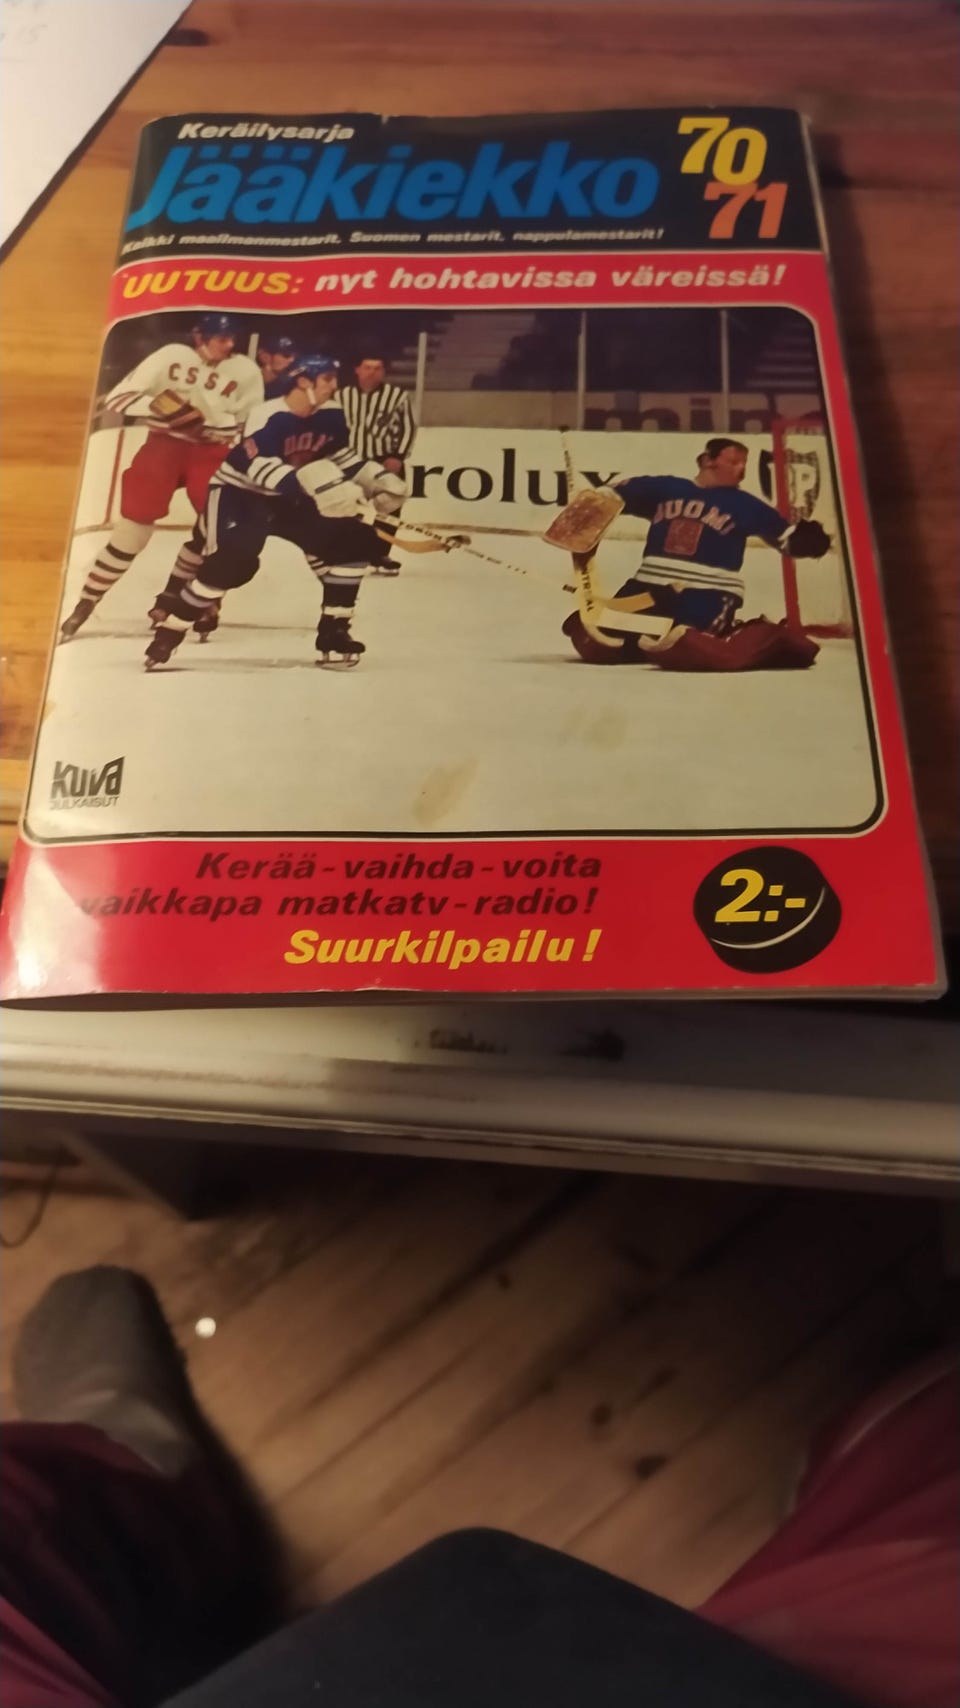 Keräilysarja
Jääkiekko
70
71
Kaikki maailmanmestarit, Suomen mestarit, nappulamestarit!
UUTUUS: nyt hohtavissa väreissä!
CSSR
SUOMI
rolux
Kuva
JULKAISUT
Kerää-vaihda-voita
vaikkapa matkatv-radio!
Suurkilpailu!
2:-